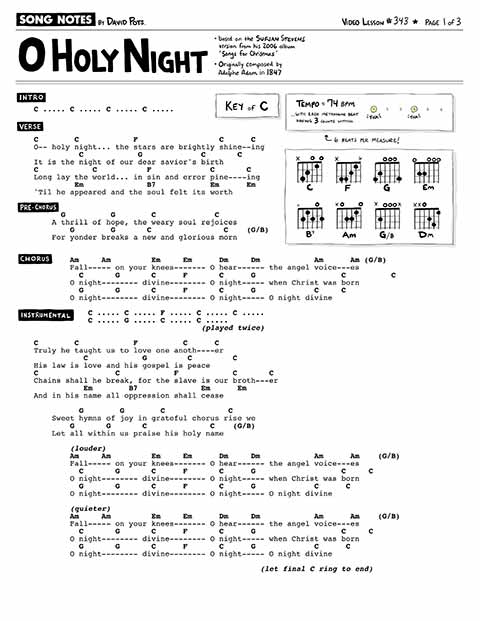 SONG NOTES BY DAVID POTS. VIDEO LESSON #343 ★ PAGE 1 OF 3
O HOLY NIGHT
• based on the SUFJAN STEVENS version from his 2006 album "Songs for Christmas"
• Originally composed by Adolphe Adam in 1847
INTRO
C ..... C ..... C ..... C .....
KEY OF C
TEMPO = 74 BPM
...WITH EACH METRONOME BEAT BEING 3 COUNTS WITHIN
6 BEATS PER MEASURE!
C F G Em
B7 Am G/B Dm
VERSE
C C F C C
O-- holy night... the stars are brightly shine--ing
C G C
It is the night of our dear savior's birth
C C F C C
Long lay the world... in sin and error pine----ing
Em B7 Em Em
'Til he appeared and the soul felt its worth
PRE-CHORUS
G G C C
A thrill of hope, the weary soul rejoices
G G C C (G/B)
For yonder breaks a new and glorious morn
CHORUS
Am Am Em Em Dm Dm Am Am (G/B)
Fall----- on your knees------- O hear------ the angel voice---es
C G C F C G C C
O night-------- divine-------- O night----- when Christ was born
G G C F C G C C
O night-------- divine-------- O night----- O night divine
INSTRUMENTAL
C ..... C ..... F ..... C ..... C .....
C ..... G ..... C ..... C .....
(played twice)
C C F C C
Truly he taught us to love one anoth----er
C G C
His law is love and his gospel is peace
C C F C C
Chains shall he break, for the slave is our broth---er
Em B7 Em Em
And in his name all oppression shall cease
G G C C
Sweet hymns of joy in grateful chorus rise we
G G C C (G/B)
Let all within us praise his holy name
(louder)
Am Am Em Em Dm Dm Am Am (G/B)
Fall----- on your knees------- O hear------ the angel voice---es
C G C F C G C C
O night-------- divine-------- O night----- when Christ was born
G G C F C G C C
O night-------- divine-------- O night----- O night divine
(quieter)
Am Am Em Em Dm Dm Am Am (G/B)
Fall----- on your knees------- O hear------ the angel voice---es
C G C F C G C C
O night-------- divine-------- O night----- when Christ was born
G G C F C G C C
O night-------- divine-------- O night----- O night divine
(let final C ring to end)